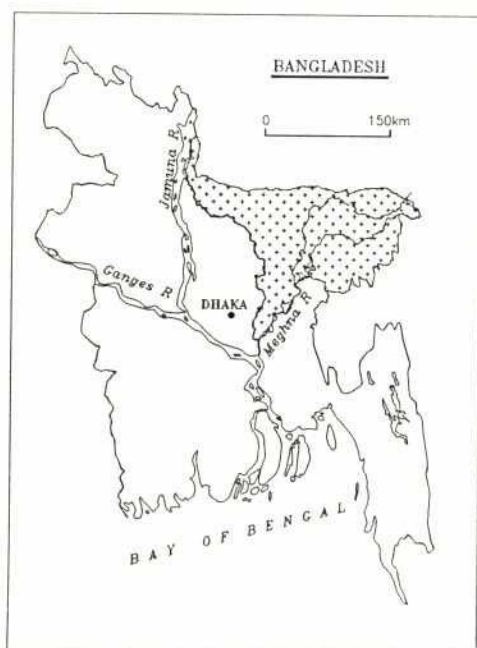 BANGLADESH
0 150km
Jamuna R
Ganges R
DHAKA
Meghna R
BAY OF BENGAL